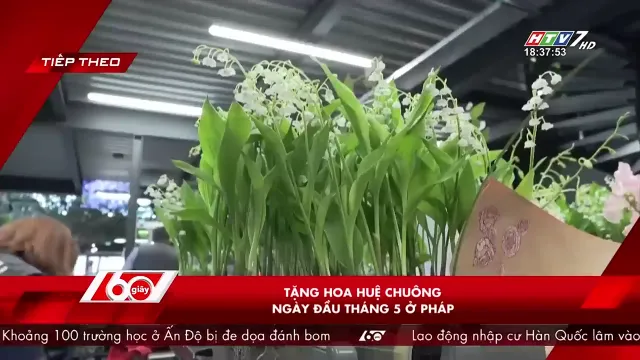 TIẾP THEO
HTV7 HD
18:37:53
60 giây
TẶNG HOA HUỆ CHUÔNG
NGÀY ĐẦU THÁNG 5 Ở PHÁP
Khoảng 100 trường học ở Ấn Độ bị đe dọa đánh bom 60 Lao động nhập cư Hàn Quốc lâm vào